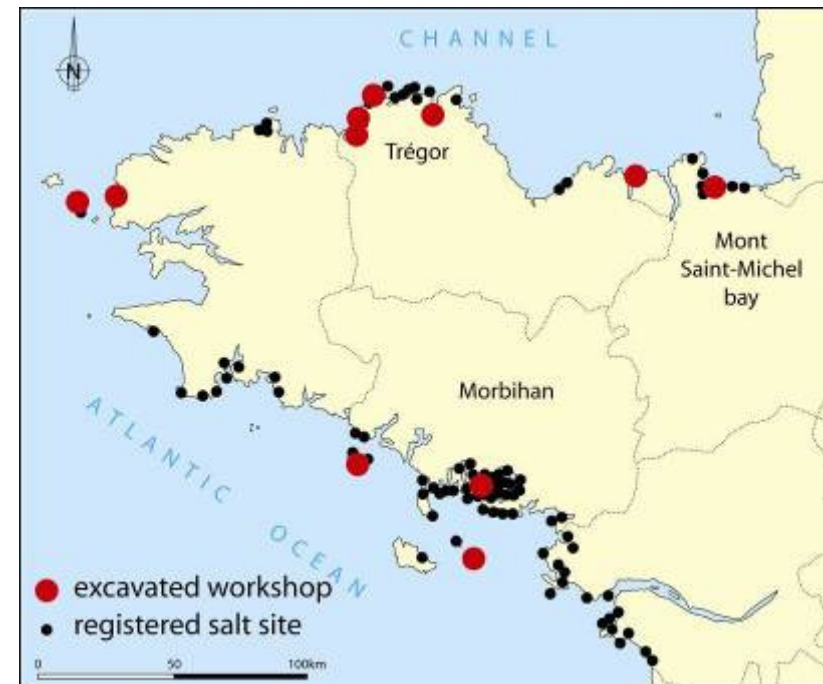 CHANNEL
N
Trégor
Mont
Saint-Michel
bay
Morbihan
ATLANTIC OCEAN
excavated workshop
registered salt site
0 50 100km